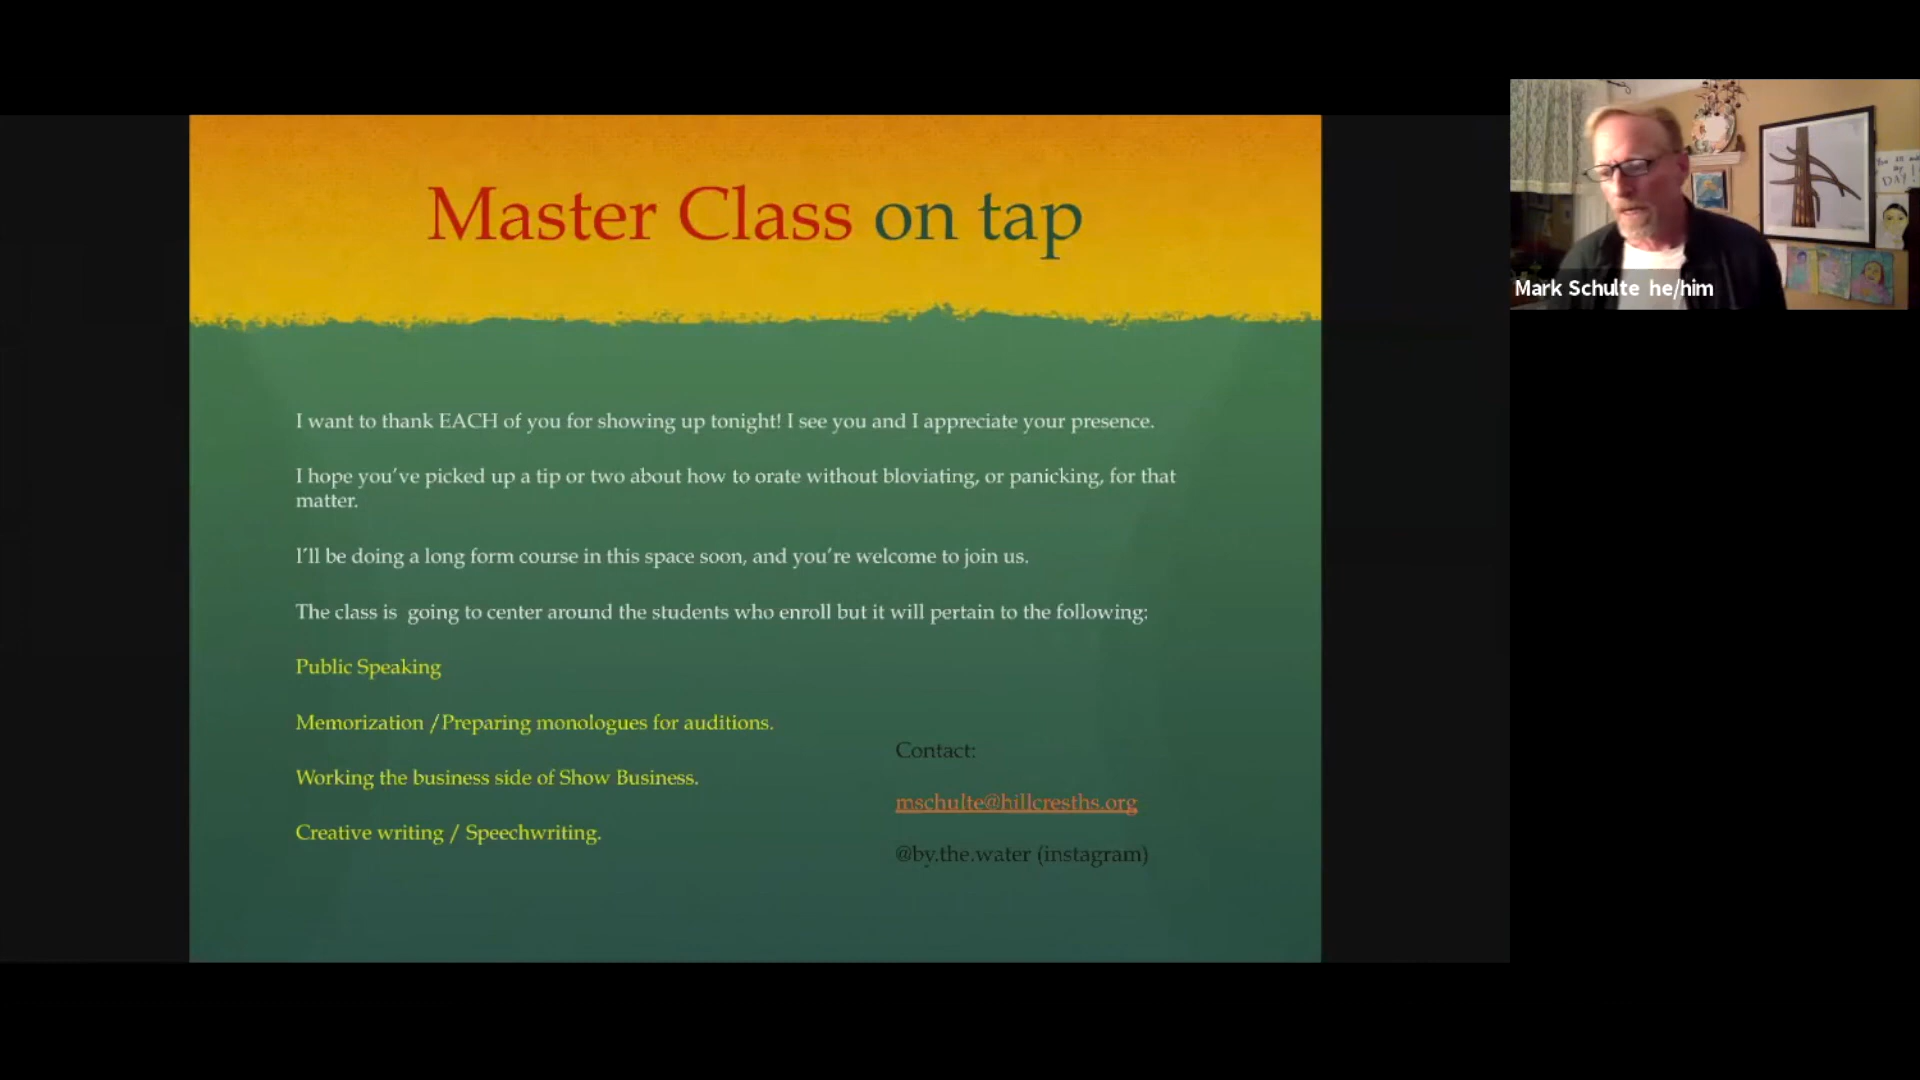 Master Class on tap
I want to thank EACH of you for showing up tonight! I see you and I appreciate your presence.
I hope you've picked up a tip or two about how to orate without bloviating, or panicking, for that
matter.
I'll be doing a long form course in this space soon, and you're welcome to join us.
The class is  going to center around the students who enroll but it will pertain to the following:
Public Speaking
Memorization /Preparing monologues for auditions.
Working the business side of Show Business.
Creative writing / Speechwriting.
Contact:
mschulte@hillcresths.org
@by.the.water (instagram)
Mark Schulte he/him
DAY!